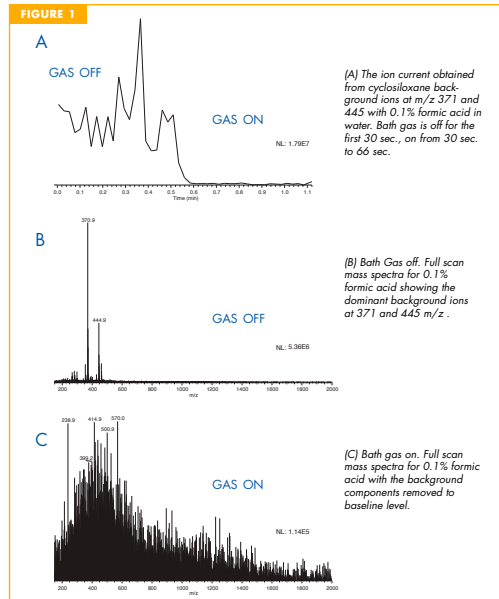 FIGURE 1
A
GAS OFF
GAS ON
NL: 1.79E7
0.0 0.1 0.2 0.3 0.4 0.5 0.6 0.7 0.8 0.9 1.0 1.1
Time (min)
(A) The ion current obtained
from cyclosiloxane back-
ground ions at m/z 371 and
445 with 0.1% formic acid in
water. Bath gas is off for the
first 30 sec., on from 30 sec.
to 66 sec.
B
370.9
444.9
GAS OFF
NL: 5.36E6
200 400 600 800 1000 1200 1400 1600 1800 2000
m/z
(B) Bath Gas off. Full scan
mass spectra for 0.1%
formic acid showing the
dominant background ions
at 371 and 445 m/z .
C
238.9
414.9
570.0
500.9
399.2
GAS ON
NL: 1.14E5
200 400 600 800 1000 1200 1400 1600 1800 2000
m/z
(C) Bath gas on. Full scan
mass spectra for 0.1% formic
acid with the background
components removed to
baseline level.